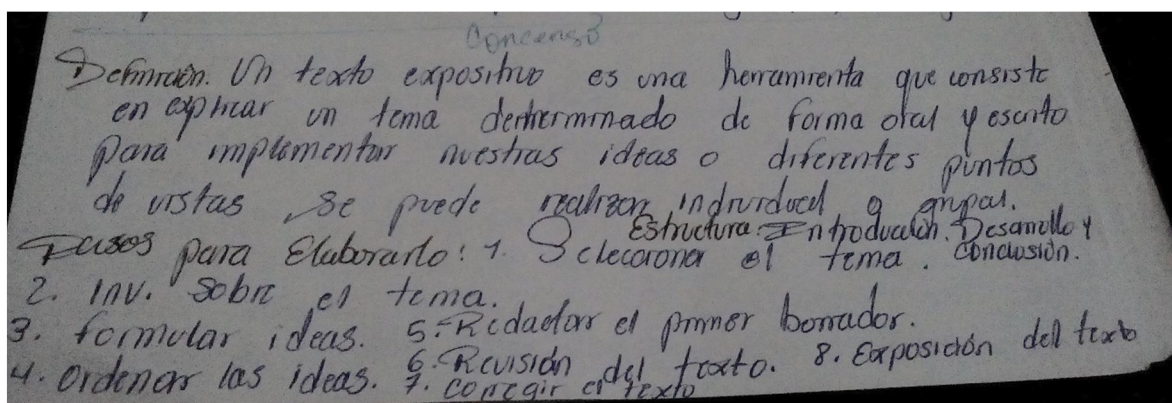 Concenso
Definición. Un texto expositivo es una herramienta que consiste
en explicar un tema detherminado de forma oral y escrito
para implementar nuestras ideas o diferentes puntos
de vistas, se puede realizar individual o grupal.
Estructura: Introducción. Desarrollo y
conclusión.
Pasos para Elaborarlo: 1. Seleccionar el tema.
2. Inv. Sobre el tema.
3. formular ideas. 5. Redactar el primer borrador.
4. Ordenar las ideas. 6. Revisión del texto. 8. Exposición del texto
7. corregir el texto